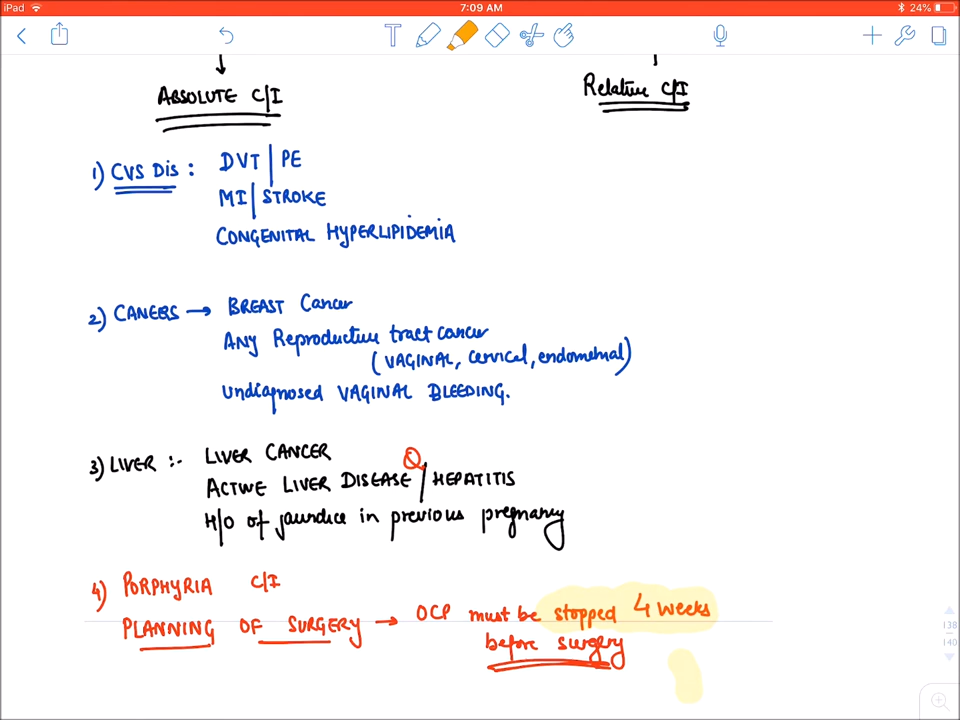 iPad 7:09 AM 24%
T
ABSOLUTE C/I
Relative C/I
1) CVS Dis : DVT | PE
MI | STROKE
CONGENITAL HYPERLIPIDEMIA
2) CANERS → BREAST Cancer
Any Reproductive tract cancer
(VAGINAL, cervical, endometrial)
Undiagnosed VAGINAL BLEEDING.
3) LIVER :- LIVER CANCER
Q
ACTIVE LIVER DISEASE / HEPATITIS
H/O of jaundice in previous pregnancy
4) PORPHYRIA C/I
PLANNING OF SURGERY → OCP must be stopped 4 weeks
before surgery
138
140